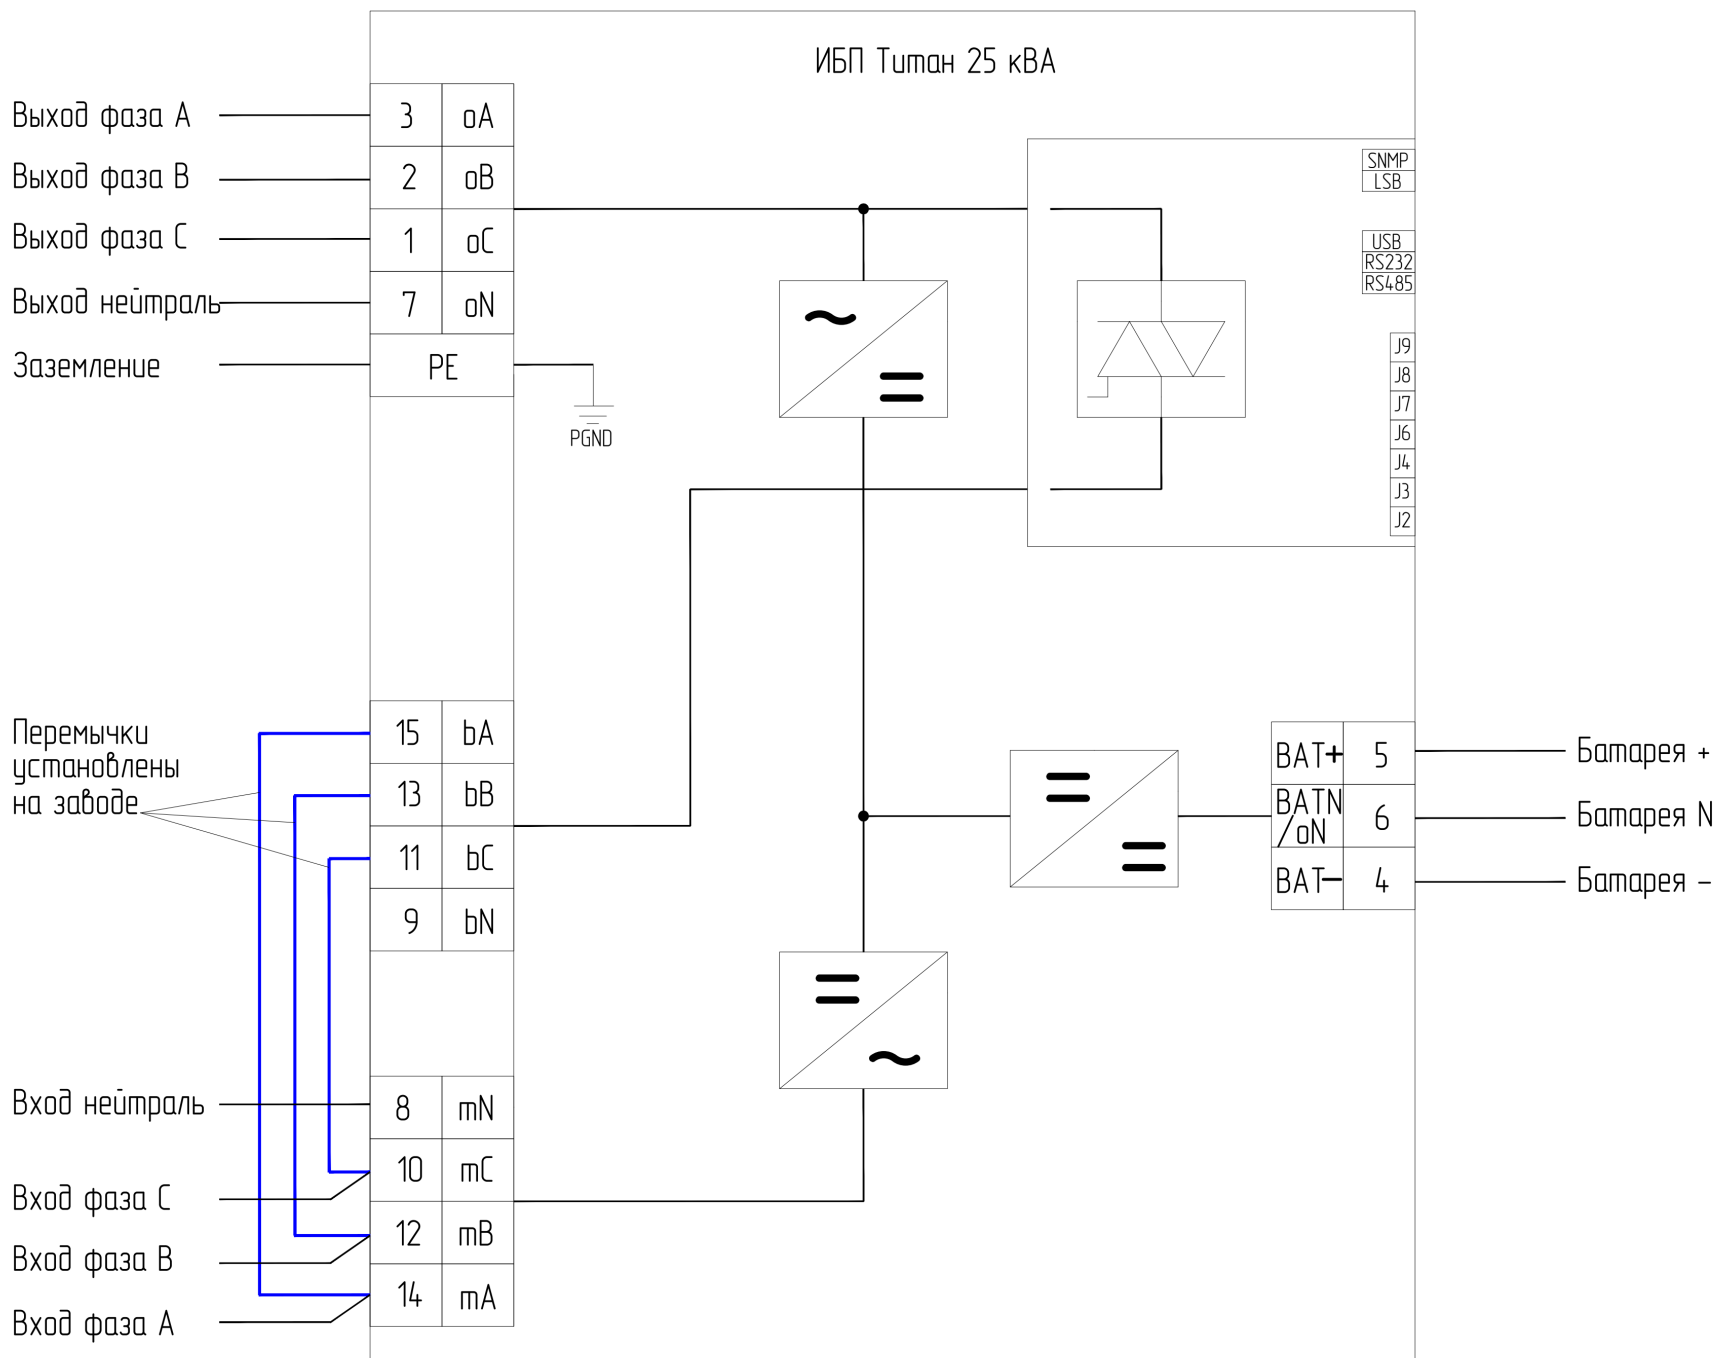 ИБП Титан 25 кВА
Выход фаза А
3
oA
Выход фаза В
2
oB
Выход фаза С
1
oC
Выход нейтраль
7
oN
Заземление
PE
PGND
SNMP
LSB
USB
RS232
RS485
J9
J8
J7
J6
J4
J3
J2
Перемычки
установлены
на заводе
15
bA
13
bB
11
bC
9
bN
BAT+
5
Батарея +
BATN
/oN
6
Батарея N
BAT−
4
Батарея −
Вход нейтраль
8
mN
10
mC
Вход фаза С
12
mB
Вход фаза В
14
mA
Вход фаза А